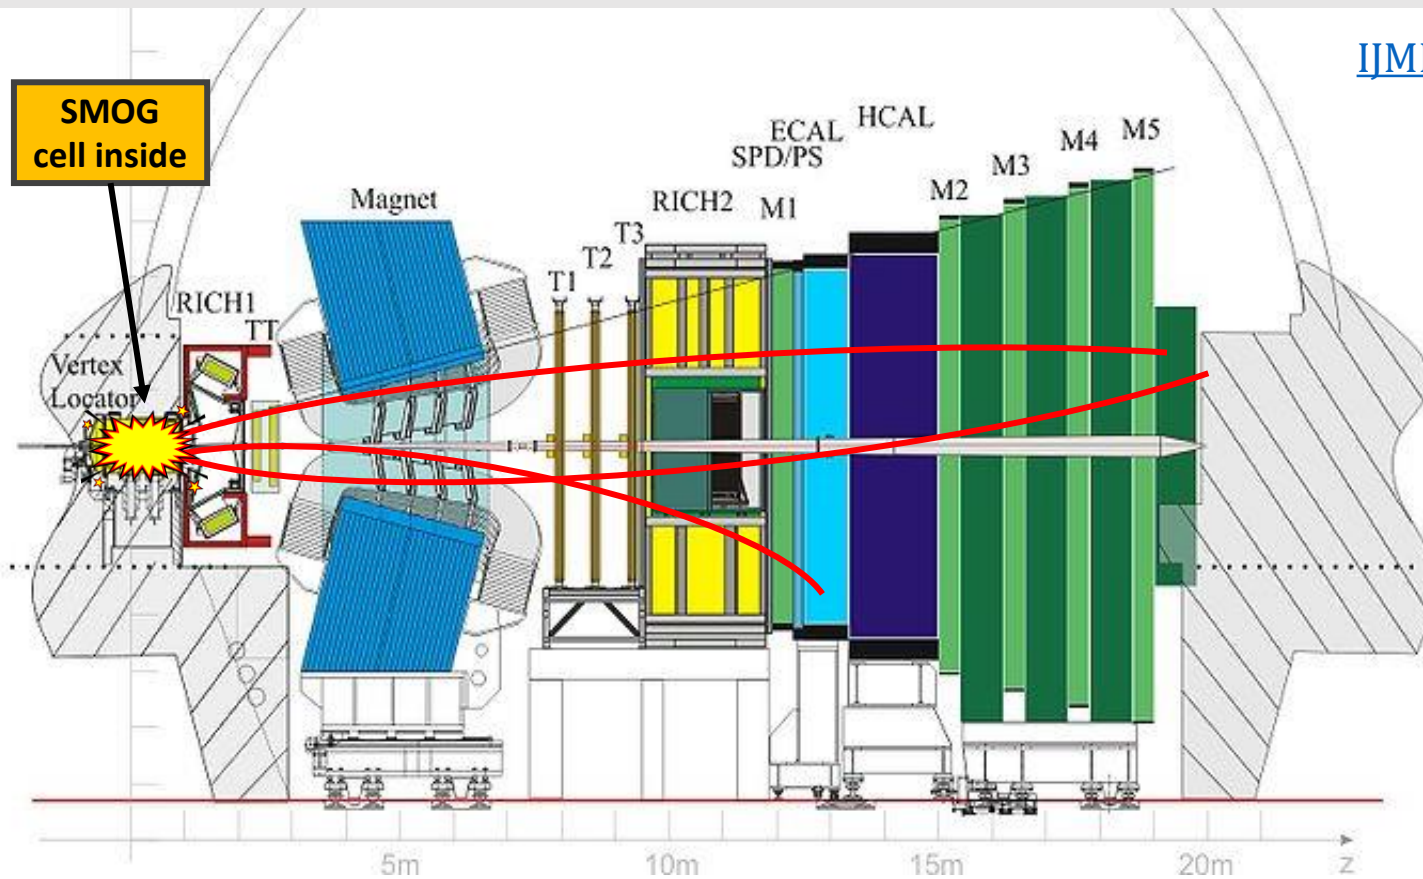 IJM
SMOG
cell inside
HCAL
ECAL
SPD/PS
M5
M4
M3
M2
Magnet
RICH2
M1
T3
T2
T1
RICH1
TT
Vertex
Locator
5m
10m
15m
20m
z